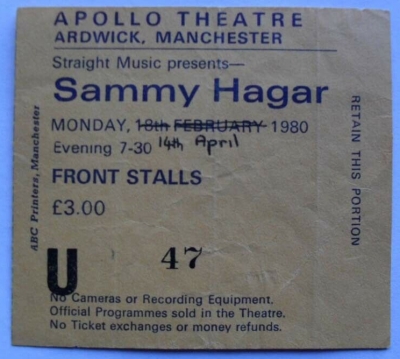 APOLLO THEATRE
ARDWICK, MANCHESTER
Straight Music presents—
Sammy Hagar
MONDAY, 18th FEBRUARY 1980
Evening 7-30 14th April
FRONT STALLS
£3.00
U 47
No Cameras or Recording Equipment.
Official Programmes sold in the Theatre.
No Ticket exchanges or money refunds.
ABC Printers, Manchester
RETAIN THIS PORTION